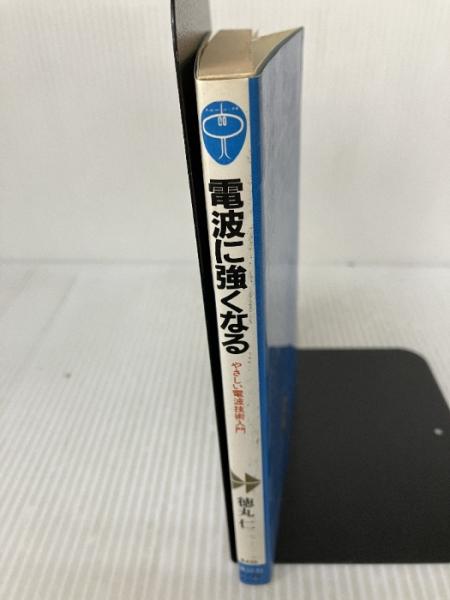 電波に強くなる
やさしい電波技術入門
徳丸 仁